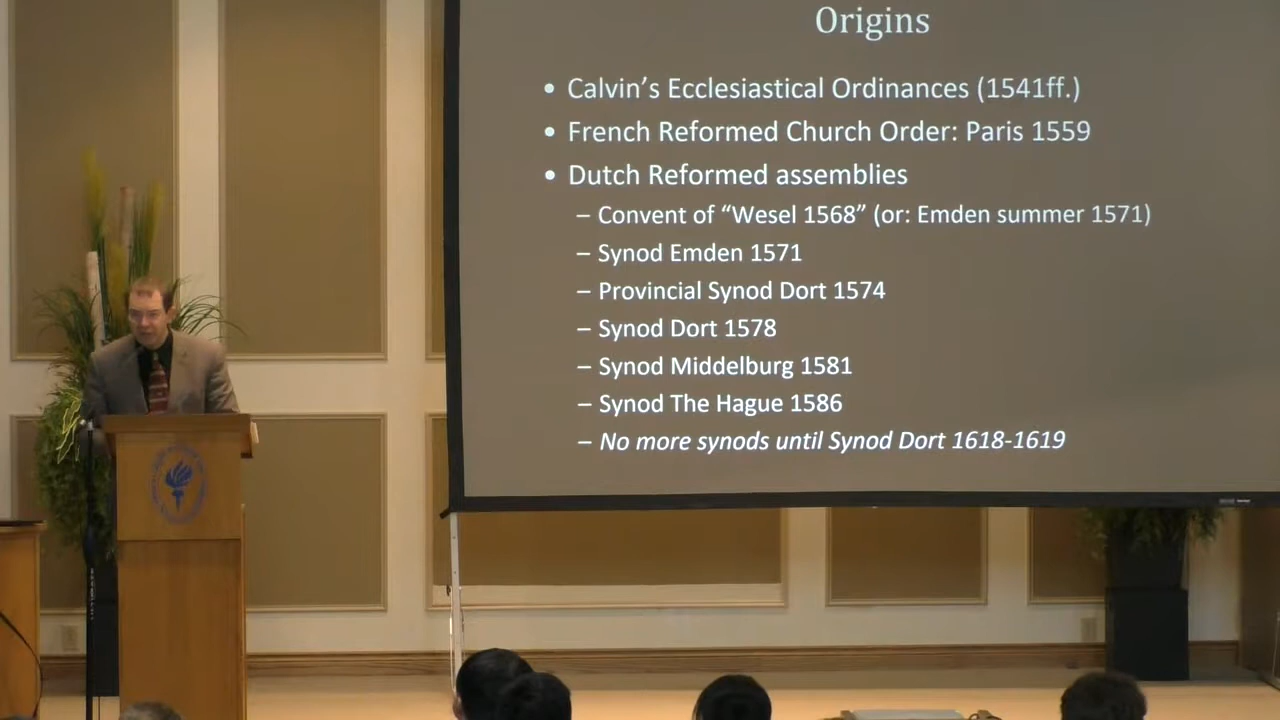 Origins
• Calvin's Ecclesiastical Ordinances (1541ff.)
• French Reformed Church Order: Paris 1559
• Dutch Reformed assemblies
– Convent of “Wesel 1568” (or: Emden summer 1571)
– Synod Emden 1571
– Provincial Synod Dort 1574
– Synod Dort 1578
– Synod Middelburg 1581
– Synod The Hague 1586
– No more synods until Synod Dort 1618-1619